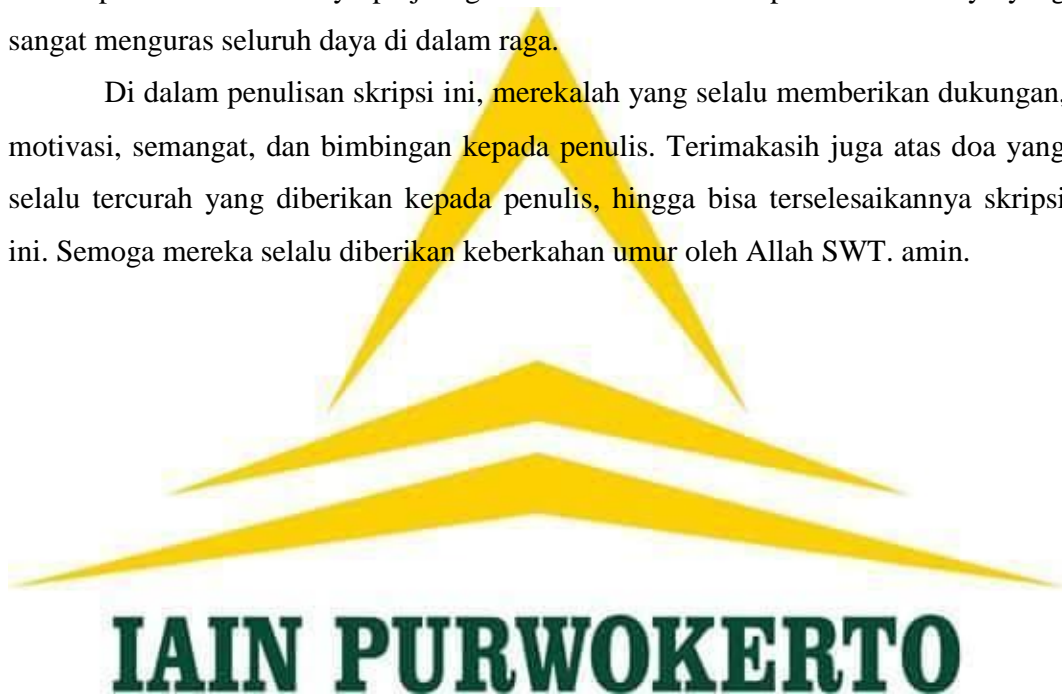 sangat menguras seluruh daya di dalam raga.
Di dalam penulisan skripsi ini, merekalah yang selalu memberikan dukungan,
motivasi, semangat, dan bimbingan kepada penulis. Terimakasih juga atas doa yang
selalu tercurah yang diberikan kepada penulis, hingga bisa terselesaikannya skripsi
ini. Semoga mereka selalu diberikan keberkahan umur oleh Allah SWT. amin.
IAIN PURWOKERTO